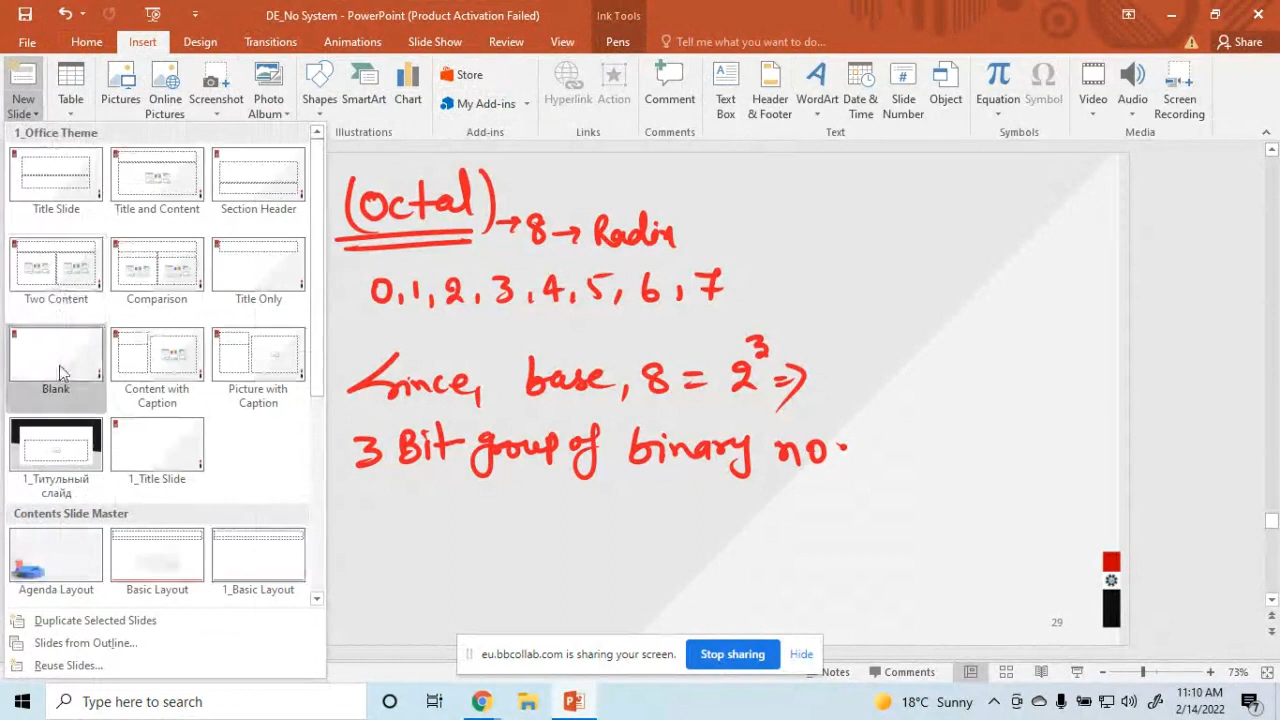 DE_No System - PowerPoint (Product Activation Failed)
Ink Tools
File Home Insert Design Transitions Animations Slide Show Review View Pens Tell me what you want to do... Share
New Slide
Table
Pictures
Online Pictures
Screenshot
Photo Album
Shapes
SmartArt
Chart
Store
My Add-ins
Hyperlink
Action
Comment
Text Box
Header & Footer
WordArt
Date & Time
Slide Number
Object
Equation
Symbol
Video
Audio
Screen Recording
Illustrations Add-ins Links Comments Text Symbols Media
1_Office Theme
Title Slide Title and Content Section Header
Two Content Comparison Title Only
Blank Content with Caption Picture with Caption
1_Титульный слайд 1_Title Slide
Contents Slide Master
Agenda Layout Basic Layout 1_Basic Layout
Duplicate Selected Slides
Slides from Outline...
Reuse Slides...
(Octal) → 8 → Radix
0, 1, 2, 3, 4, 5, 6, 7
Since, base, 8 = 2³ ⇒
3 Bit group of binary no.
29
eu.bbcollab.com is sharing your screen. Stop sharing Hide
Notes Comments 73%
Type here to search
18°C Sunny
11:10 AM
2/14/2022
7